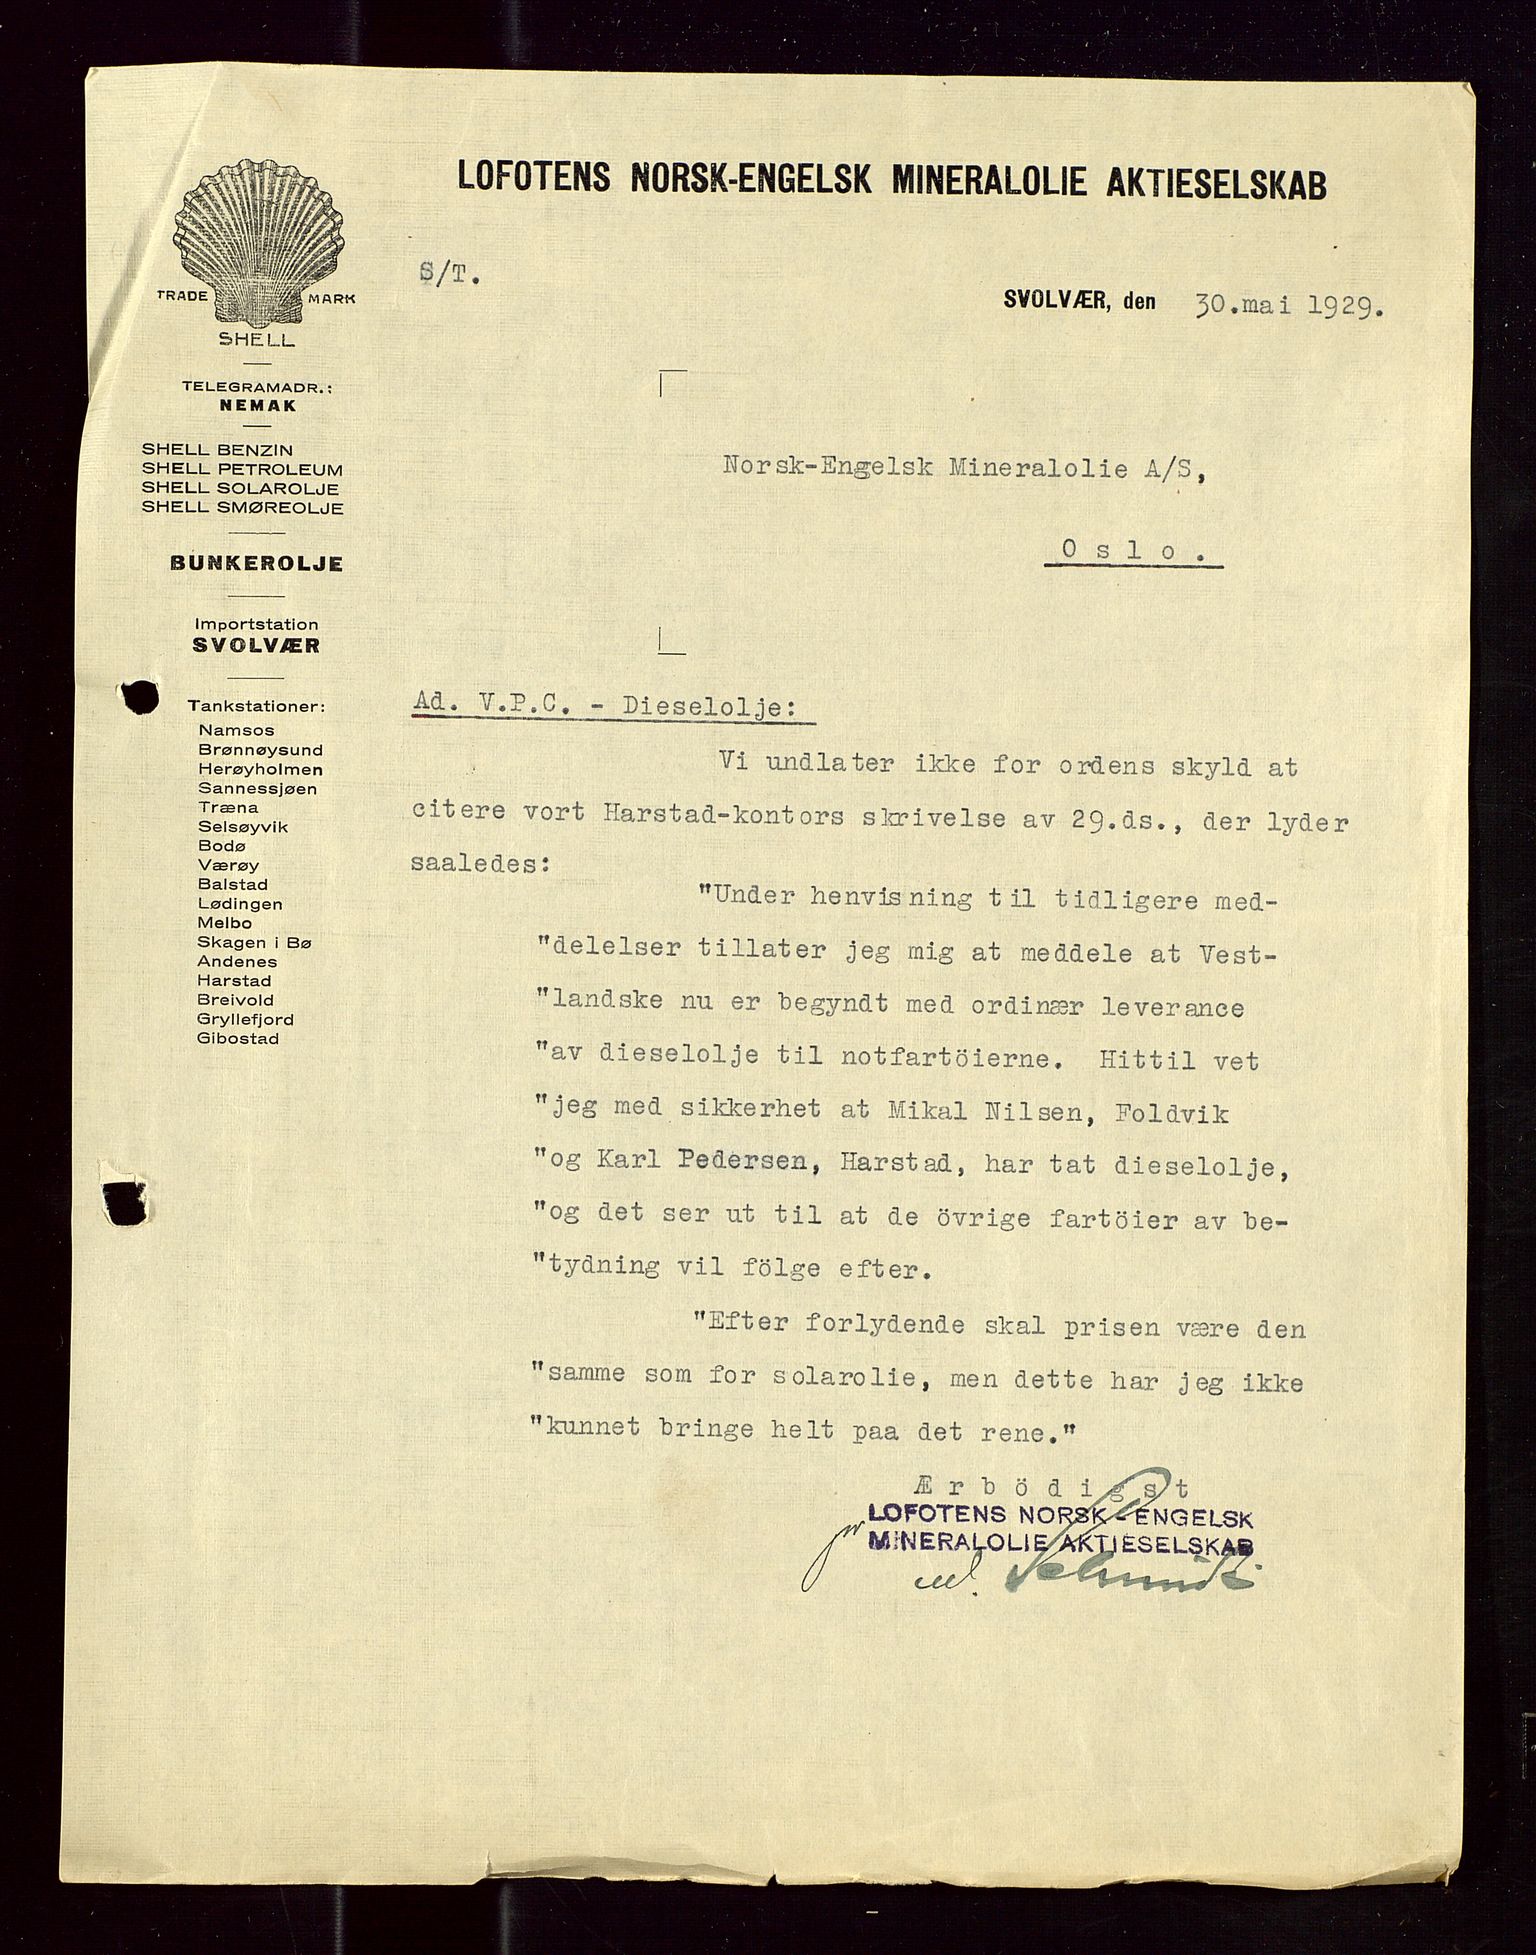 LOFOTENS NORSK-ENGELSK MINERALOLIE AKTIESELSKAB
TRADE MARK
SHELL
TELEGRAMADR.:
NEMAK
SHELL BENZIN
SHELL PETROLEUM
SHELL SOLAROLJE
SHELL SMØREOLJE
BUNKEROLJE
Importstation
SVOLVÆR
Tankstationer:
Namsos
Brønnøysund
Herøyholmen
Sannessjøen
Træna
Selsøyvik
Bodø
Værøy
Balstad
Lødingen
Melbo
Skagen i Bø
Andenes
Harstad
Breivold
Gryllefjord
Gibostad
S/T.
SVOLVÆR, den 30.mai 1929.
Norsk-Engelsk Mineralolie A/S,
O s l o .
Ad. V.P.C. - Dieselolje:
Vi undlater ikke for ordens skyld at
citere vort Harstad-kontors skrivelse av 29.ds., der lyder
saaledes:
"Under henvisning til tidligere med-
"delelser tillater jeg mig at meddele at Vest-
"landske nu er begyndt med ordinær leverance
"av dieselolje til notfartöierne. Hittil vet
"jeg med sikkerhet at Mikal Nilsen, Foldvik
"og Karl Pedersen, Harstad, har tat dieselolje,
"og det ser ut til at de övrige fartöier av be-
"tydning vil fölge efter.
"Efter forlydende skal prisen være den
"samme som for solarolie, men dette har jeg ikke
"kunnet bringe helt paa det rene."
Æ r b ö d i g s t
pr LOFOTENS NORSK-ENGELSK
MINERALOLIE AKTIESELSKAB
Schmidt